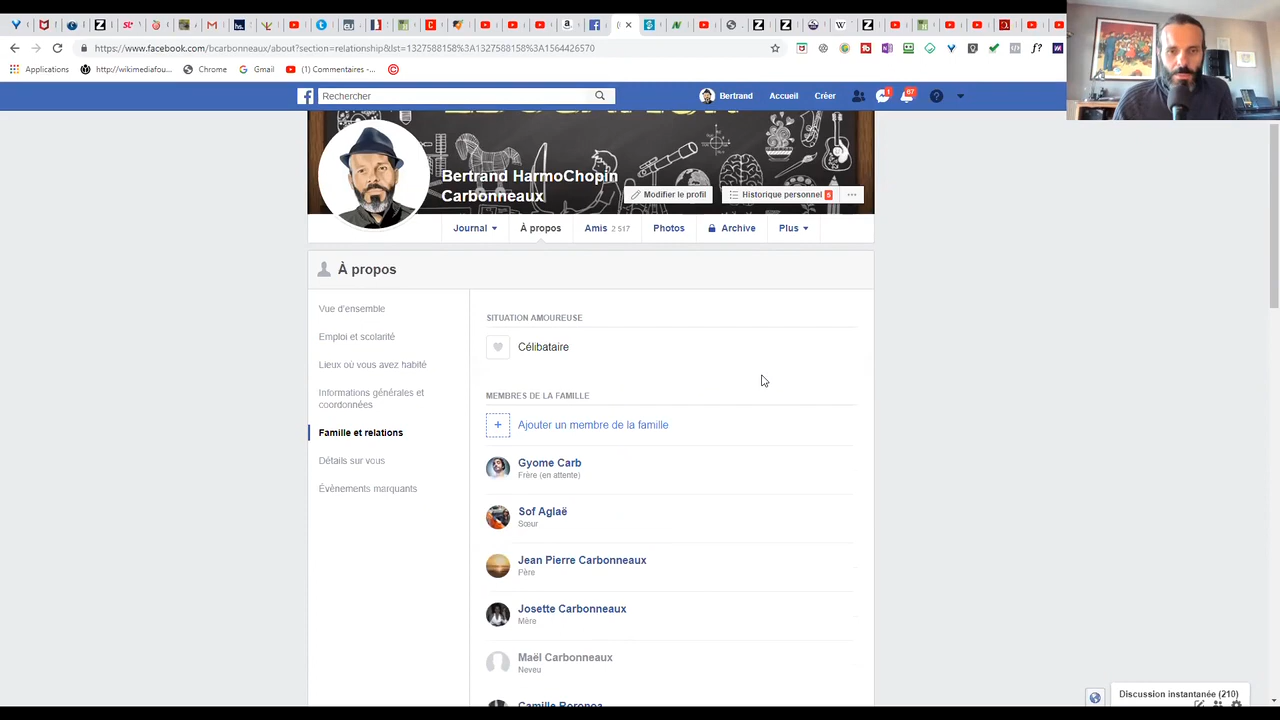 https://www.facebook.com/bcarbonneaux/about?section=relationship&lst=1327588158%3A1327588158%3A1564426570
Applications
http://wikimediafou...
Chrome
Gmail
(1) Commentaires -...
Rechercher
Bertrand
Accueil
Créer
1
67
Bertrand HarmoChopin
Carbonneaux
Modifier le profil
Historique personnel 5
Journal
À propos
Amis 2 517
Photos
Archive
Plus
À propos
Vue d'ensemble
Emploi et scolarité
Lieux où vous avez habité
Informations générales et
coordonnées
Famille et relations
Détails sur vous
Évènements marquants
SITUATION AMOUREUSE
Célibataire
MEMBRES DE LA FAMILLE
Ajouter un membre de la famille
Gyome Carb
Frère (en attente)
Sof Aglaë
Sœur
Jean Pierre Carbonneaux
Père
Josette Carbonneaux
Mère
Maël Carbonneaux
Neveu
Discussion instantanée (210)